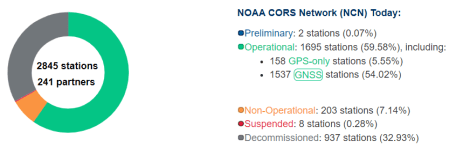 2845 stations
241 partners
NOAA CORS Network (NCN) Today:
Preliminary: 2 stations (0.07%)
Operational: 1695 stations (59.58%), including:
158 GPS-only stations (5.55%)
1537 GNSS stations (54.02%)
Non-Operational: 203 stations (7.14%)
Suspended: 8 stations (0.28%)
Decommissioned: 937 stations (32.93%)